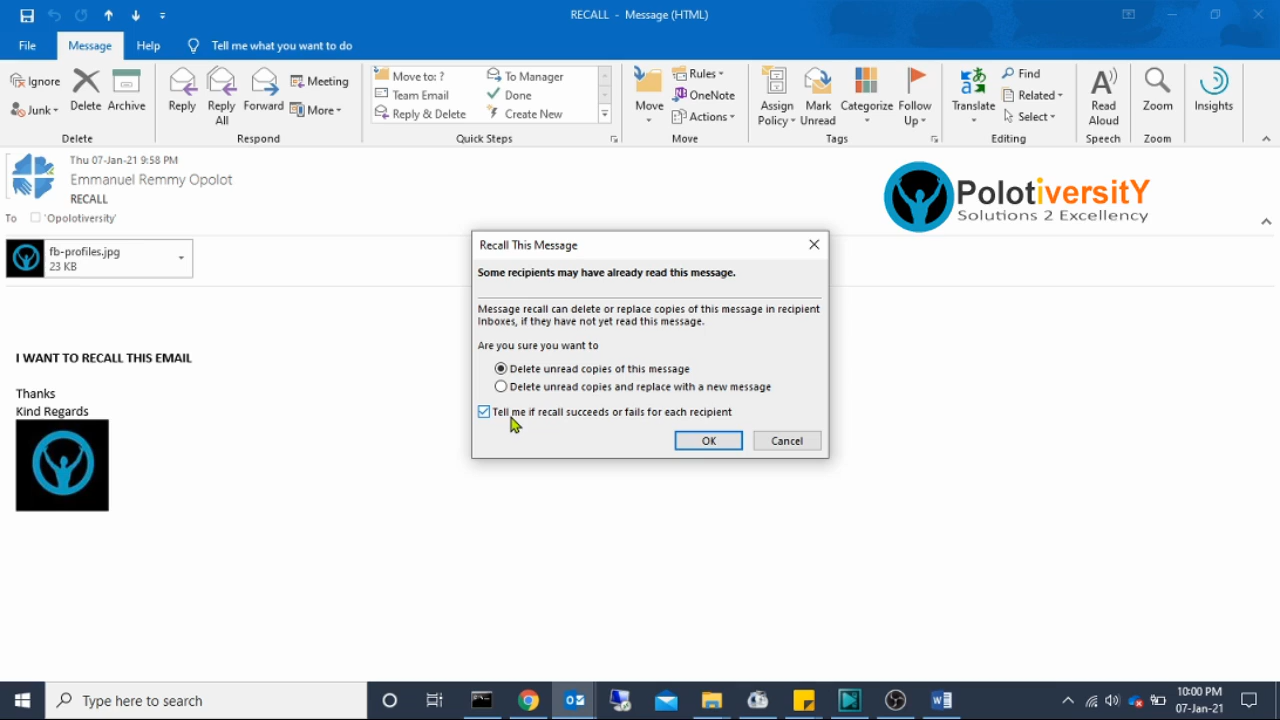 RECALL - Message (HTML)
File Message Help Tell me what you want to do
Ignore
Junk
Delete
Archive
Delete
Reply
Reply All
Forward
Meeting
More
Respond
Move to: ?
Team Email
Reply & Delete
To Manager
Done
Create New
Quick Steps
Move
Rules
OneNote
Actions
Move
Assign Policy
Mark Unread
Categorize
Follow Up
Tags
Translate
Find
Related
Select
Editing
Read Aloud
Speech
Zoom
Zoom
Insights
Thu 07-Jan-21 9:58 PM
Emmanuel Remmy Opolot
RECALL
To 'Opolotiversity'
PolotiversitY
Solutions 2 Excellency
fb-profiles.jpg
23 KB
Recall This Message
Some recipients may have already read this message.
Message recall can delete or replace copies of this message in recipient
Inboxes, if they have not yet read this message.
Are you sure you want to
Delete unread copies of this message
Delete unread copies and replace with a new message
Tell me if recall succeeds or fails for each recipient
OK Cancel
I WANT TO RECALL THIS EMAIL
Thanks
Kind Regards
Type here to search
10:00 PM
07-Jan-21